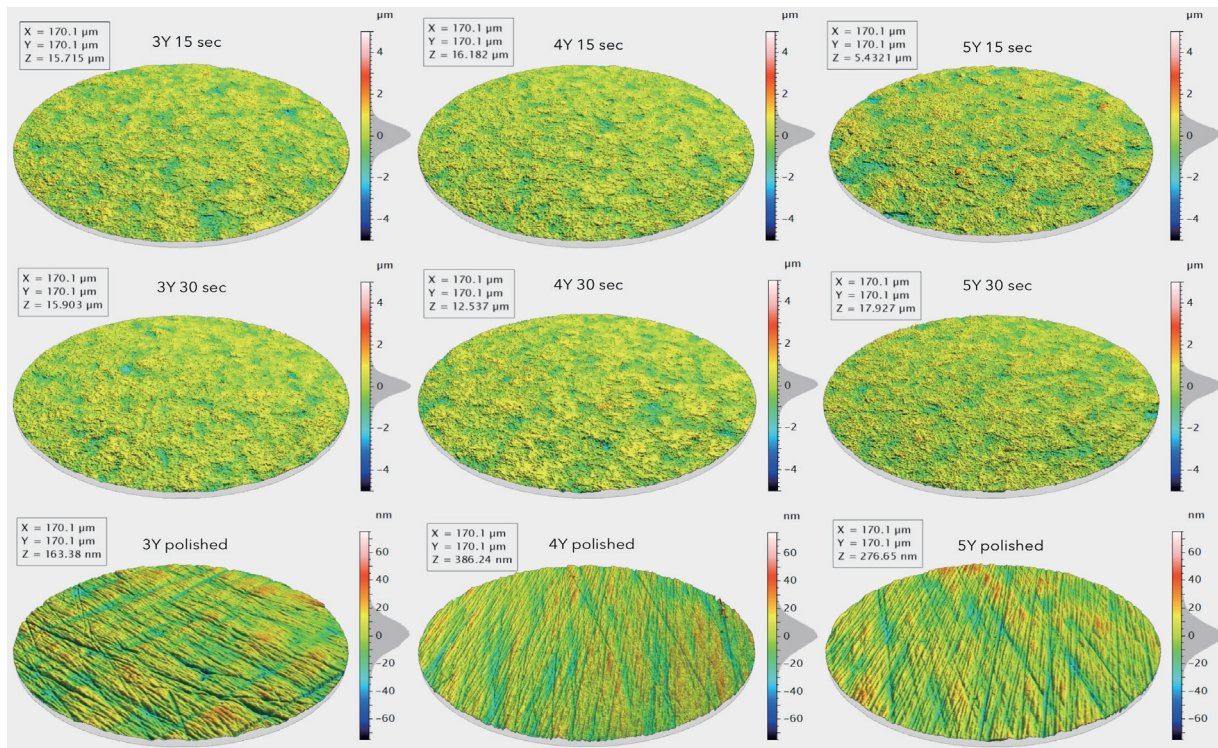 X = 170.1 µm
Y = 170.1 µm
Z = 15.715 µm
3Y 15 sec
µm
4
2
0
−2
−4
X = 170.1 µm
Y = 170.1 µm
Z = 16.182 µm
4Y 15 sec
µm
4
2
0
−2
−4
X = 170.1 µm
Y = 170.1 µm
Z = 5.4321 µm
5Y 15 sec
µm
4
2
0
−2
−4
X = 170.1 µm
Y = 170.1 µm
Z = 15.903 µm
3Y 30 sec
µm
4
2
0
−2
−4
X = 170.1 µm
Y = 170.1 µm
Z = 12.537 µm
4Y 30 sec
µm
4
2
0
−2
−4
X = 170.1 µm
Y = 170.1 µm
Z = 17.927 µm
5Y 30 sec
µm
4
2
0
−2
−4
X = 170.1 µm
Y = 170.1 µm
Z = 163.38 nm
3Y polished
nm
60
40
20
0
−20
−40
−60
X = 170.1 µm
Y = 170.1 µm
Z = 386.24 nm
4Y polished
nm
60
40
20
0
−20
−40
−60
X = 170.1 µm
Y = 170.1 µm
Z = 276.65 nm
5Y polished
nm
60
40
20
0
−20
−40
−60